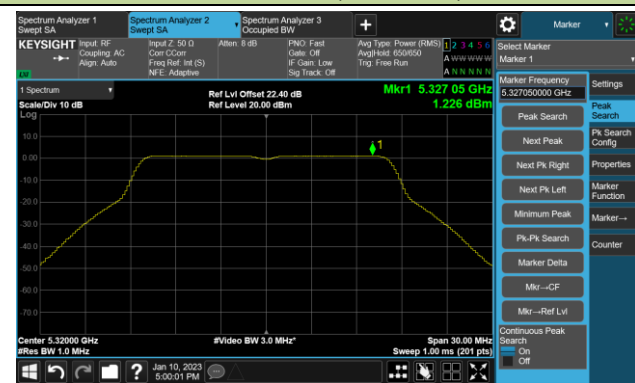 Spectrum Analyzer 1
Swept SA
Spectrum Analyzer 2
Swept SA
Spectrum Analyzer 3
Occupied BW
+
Marker
KEYSIGHT
Input: RF
Coupling: AC
Align: Auto
Input Z: 50 Ω
Corr CCorr
Freq Ref: Int (S)
NFE: Adaptive
Atten: 8 dB
PNO: Fast
Gate: Off
IF Gain: Low
Sig Track: Off
Avg Type: Power (RMS)
Avg|Hold: 650/650
Trig: Free Run
1 2 3 4 5 6
A W W W W W
A N N N N N
LW
Select Marker
Marker 1
1 Spectrum
Scale/Div 10 dB
Log
Ref Lvl Offset 22.40 dB
Ref Level 20.00 dBm
Mkr1 5.327 05 GHz
1.226 dBm
10.0
0.00
-10.0
-20.0
-30.0
-40.0
-50.0
-60.0
-70.0
1
Center 5.32000 GHz
#Res BW 1.0 MHz
#Video BW 3.0 MHz*
Span 30.00 MHz
Sweep 1.00 ms (201 pts)
Marker Frequency
5.327050000 GHz
Peak Search
Next Peak
Next Pk Right
Next Pk Left
Minimum Peak
Pk-Pk Search
Marker Delta
Mkr→CF
Mkr→Ref Lvl
Continuous Peak
Search
On
Off
Settings
Peak
Search
Pk Search
Config
Properties
Marker
Function
Marker→
Counter
?
Jan 10, 2023
5:00:01 PM